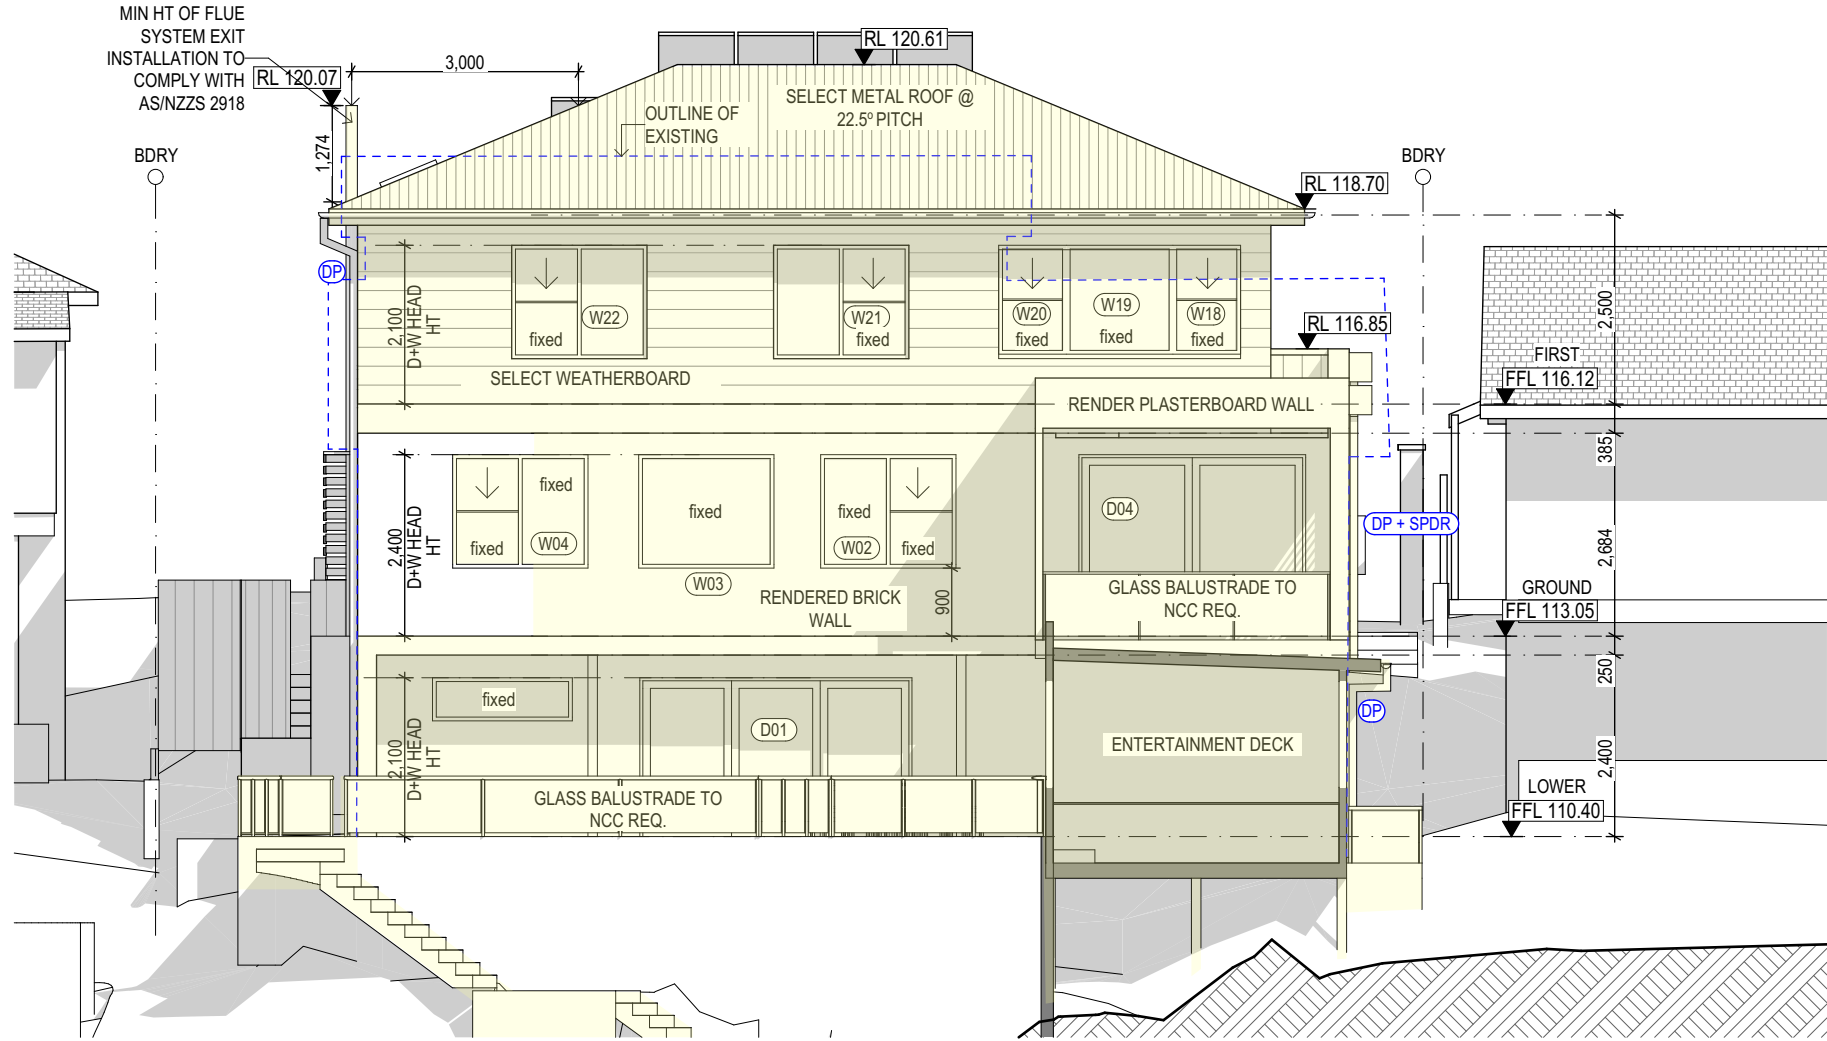 MIN HT OF FLUE
SYSTEM EXIT
INSTALLATION TO
COMPLY WITH
AS/NZZS 2918
RL 120.07
3,000
RL 120.61
SELECT METAL ROOF @
22.5º PITCH
OUTLINE OF
EXISTING
1,274
BDRY
BDRY
RL 118.70
DP
2,100
D+W HEAD
HT
W22
fixed
W21
fixed
W20
fixed
W19
fixed
W18
fixed
2,500
RL 116.85
SELECT WEATHERBOARD
FIRST
FFL 116.12
RENDER PLASTERBOARD WALL
385
2,400
D+W HEAD
HT
fixed
fixed
W04
fixed
W03
fixed
W02
fixed
D04
DP + SPDR
2,684
RENDERED BRICK
WALL
900
GLASS BALUSTRADE TO
NCC REQ.
GROUND
FFL 113.05
250
2,100
D+W HEAD
HT
fixed
D01
DP
ENTERTAINMENT DECK
2,400
GLASS BALUSTRADE TO
NCC REQ.
LOWER
FFL 110.40